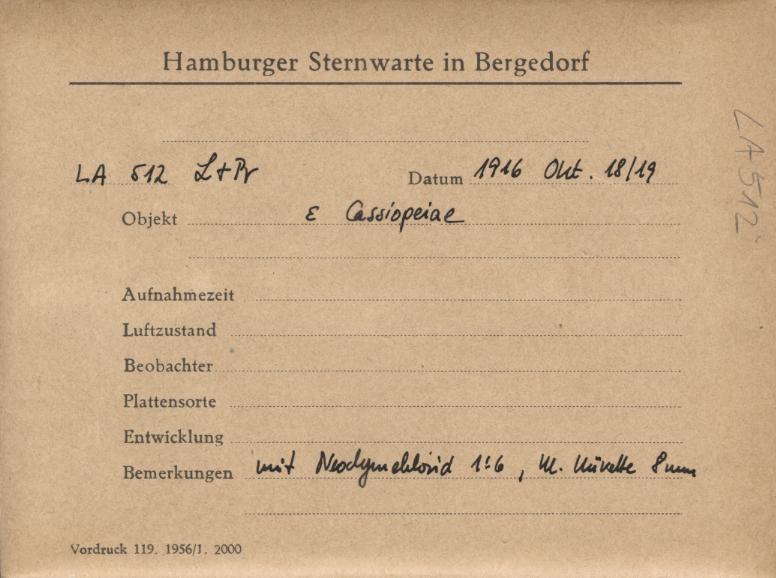 Hamburger Sternwarte in Bergedorf
LA 512 L+Pr Datum 1916 Okt. 18/19
Objekt ε Cassiopeiae
Aufnahmezeit
Luftzustand
Beobachter
Plattensorte
Entwicklung
Bemerkungen mit Neodymchlorid 1:6, kl. Küvette 8mm
Vordruck 119. 1956/1. 2000
LA 512